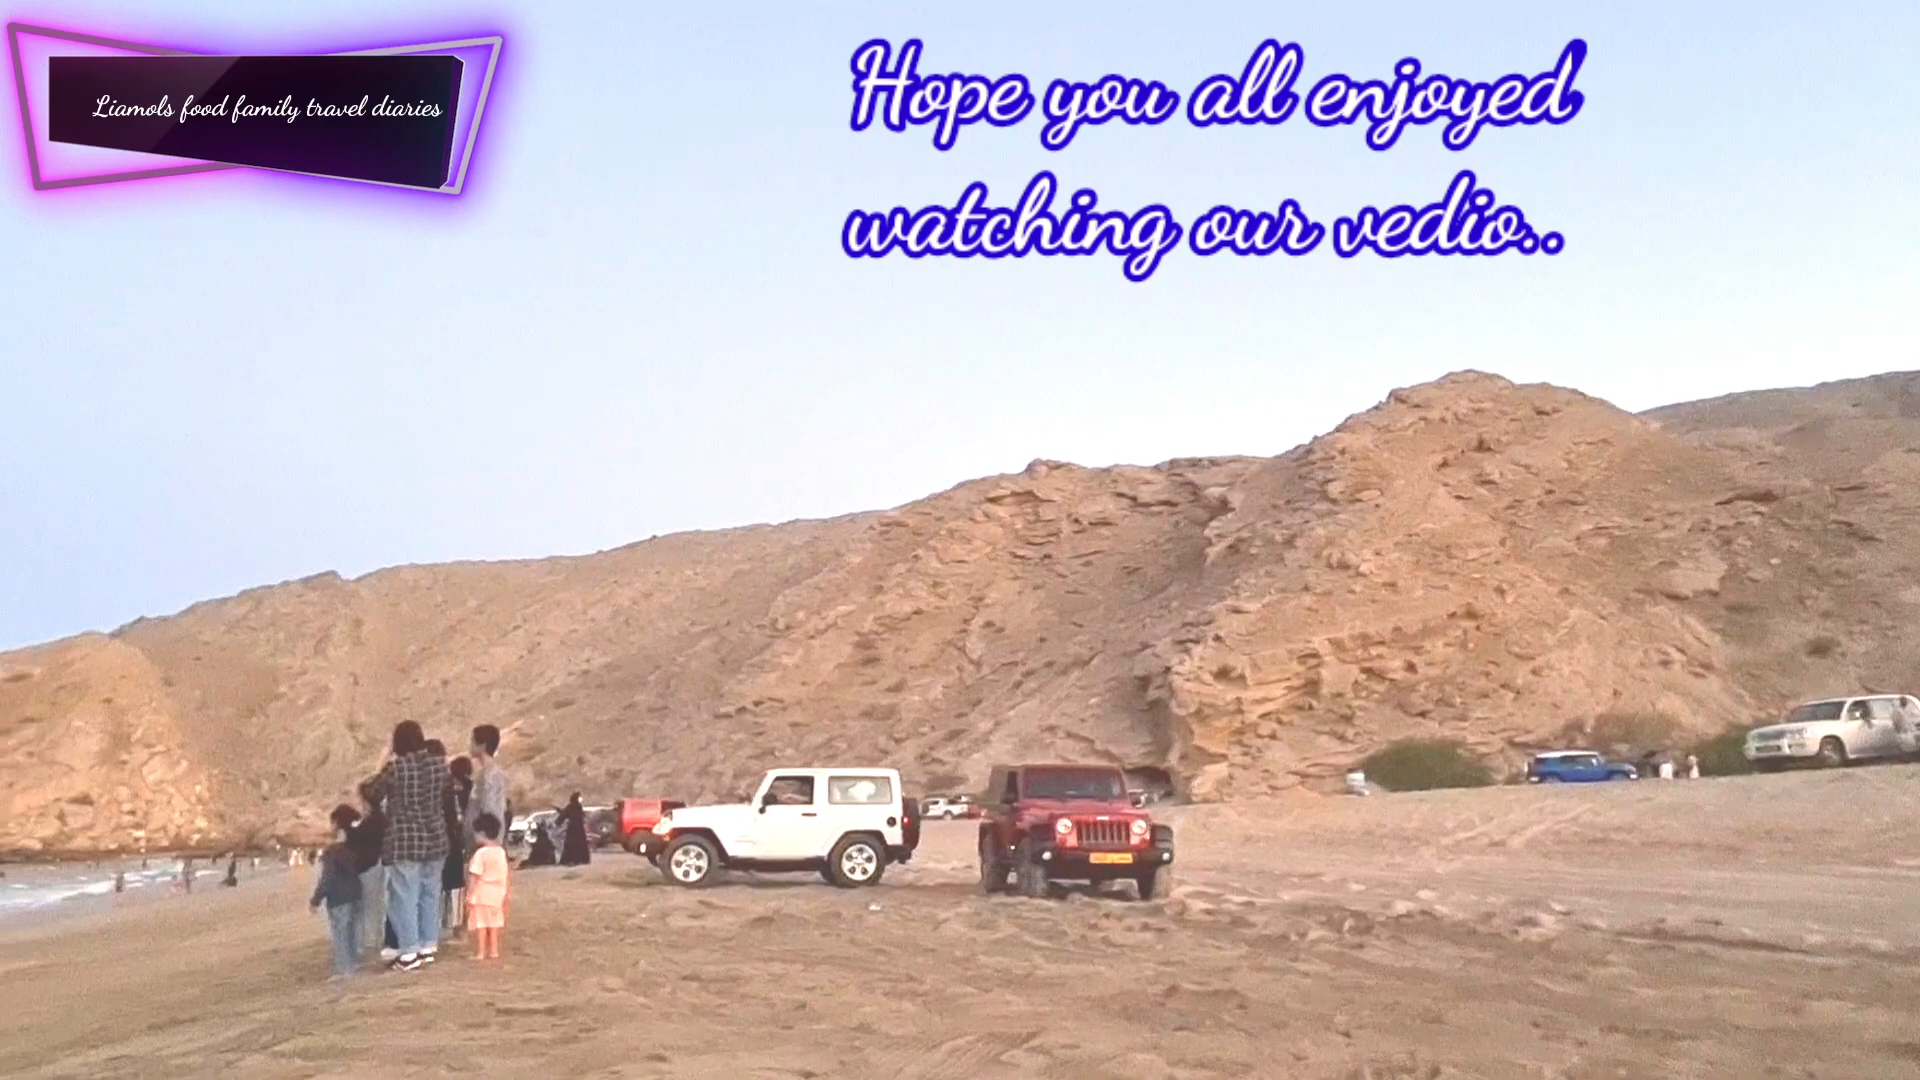 Liamols food family travel diaries
Hope you all enjoyed
watching our vedio..